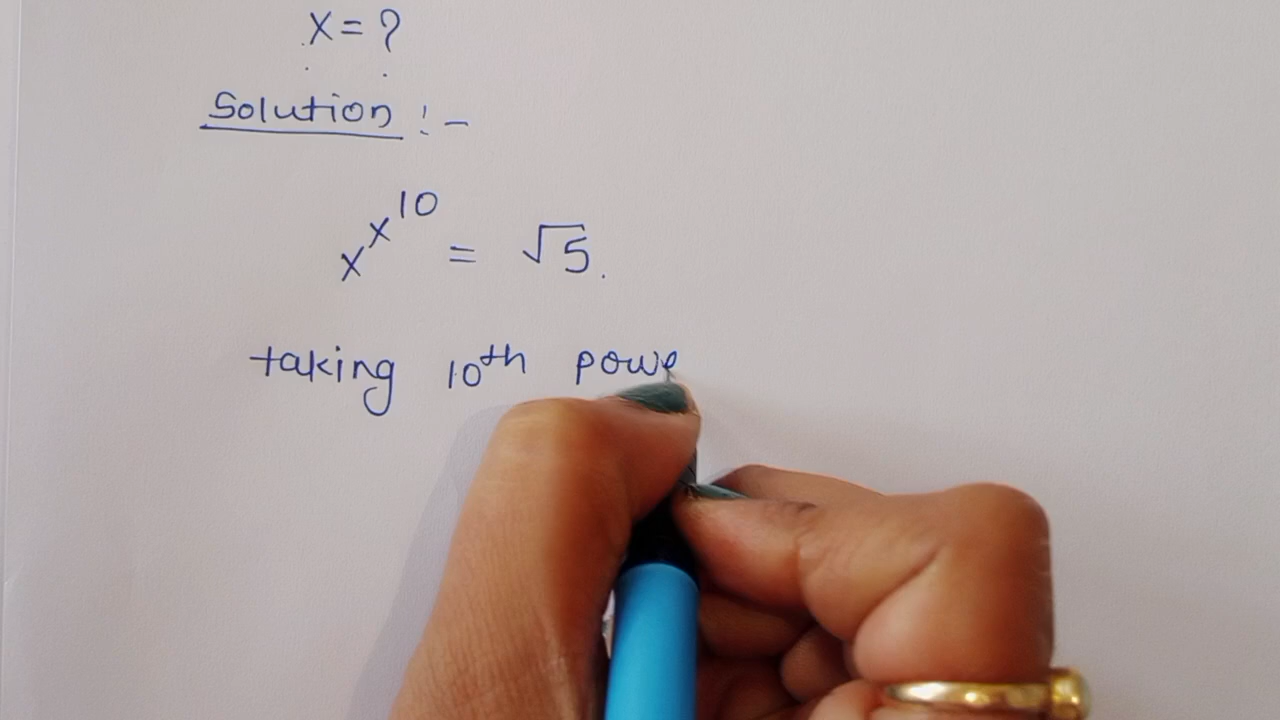 x = ?
Solution :-
x^x^10 = √5.
taking 10th powe